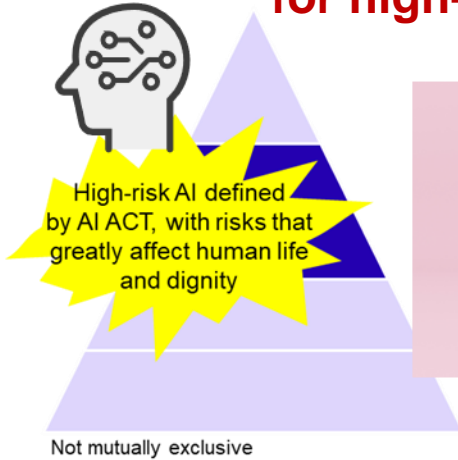 for high-
High-risk AI defined
by AI ACT, with risks that
greatly affect human life
and dignity
Not mutually exclusive